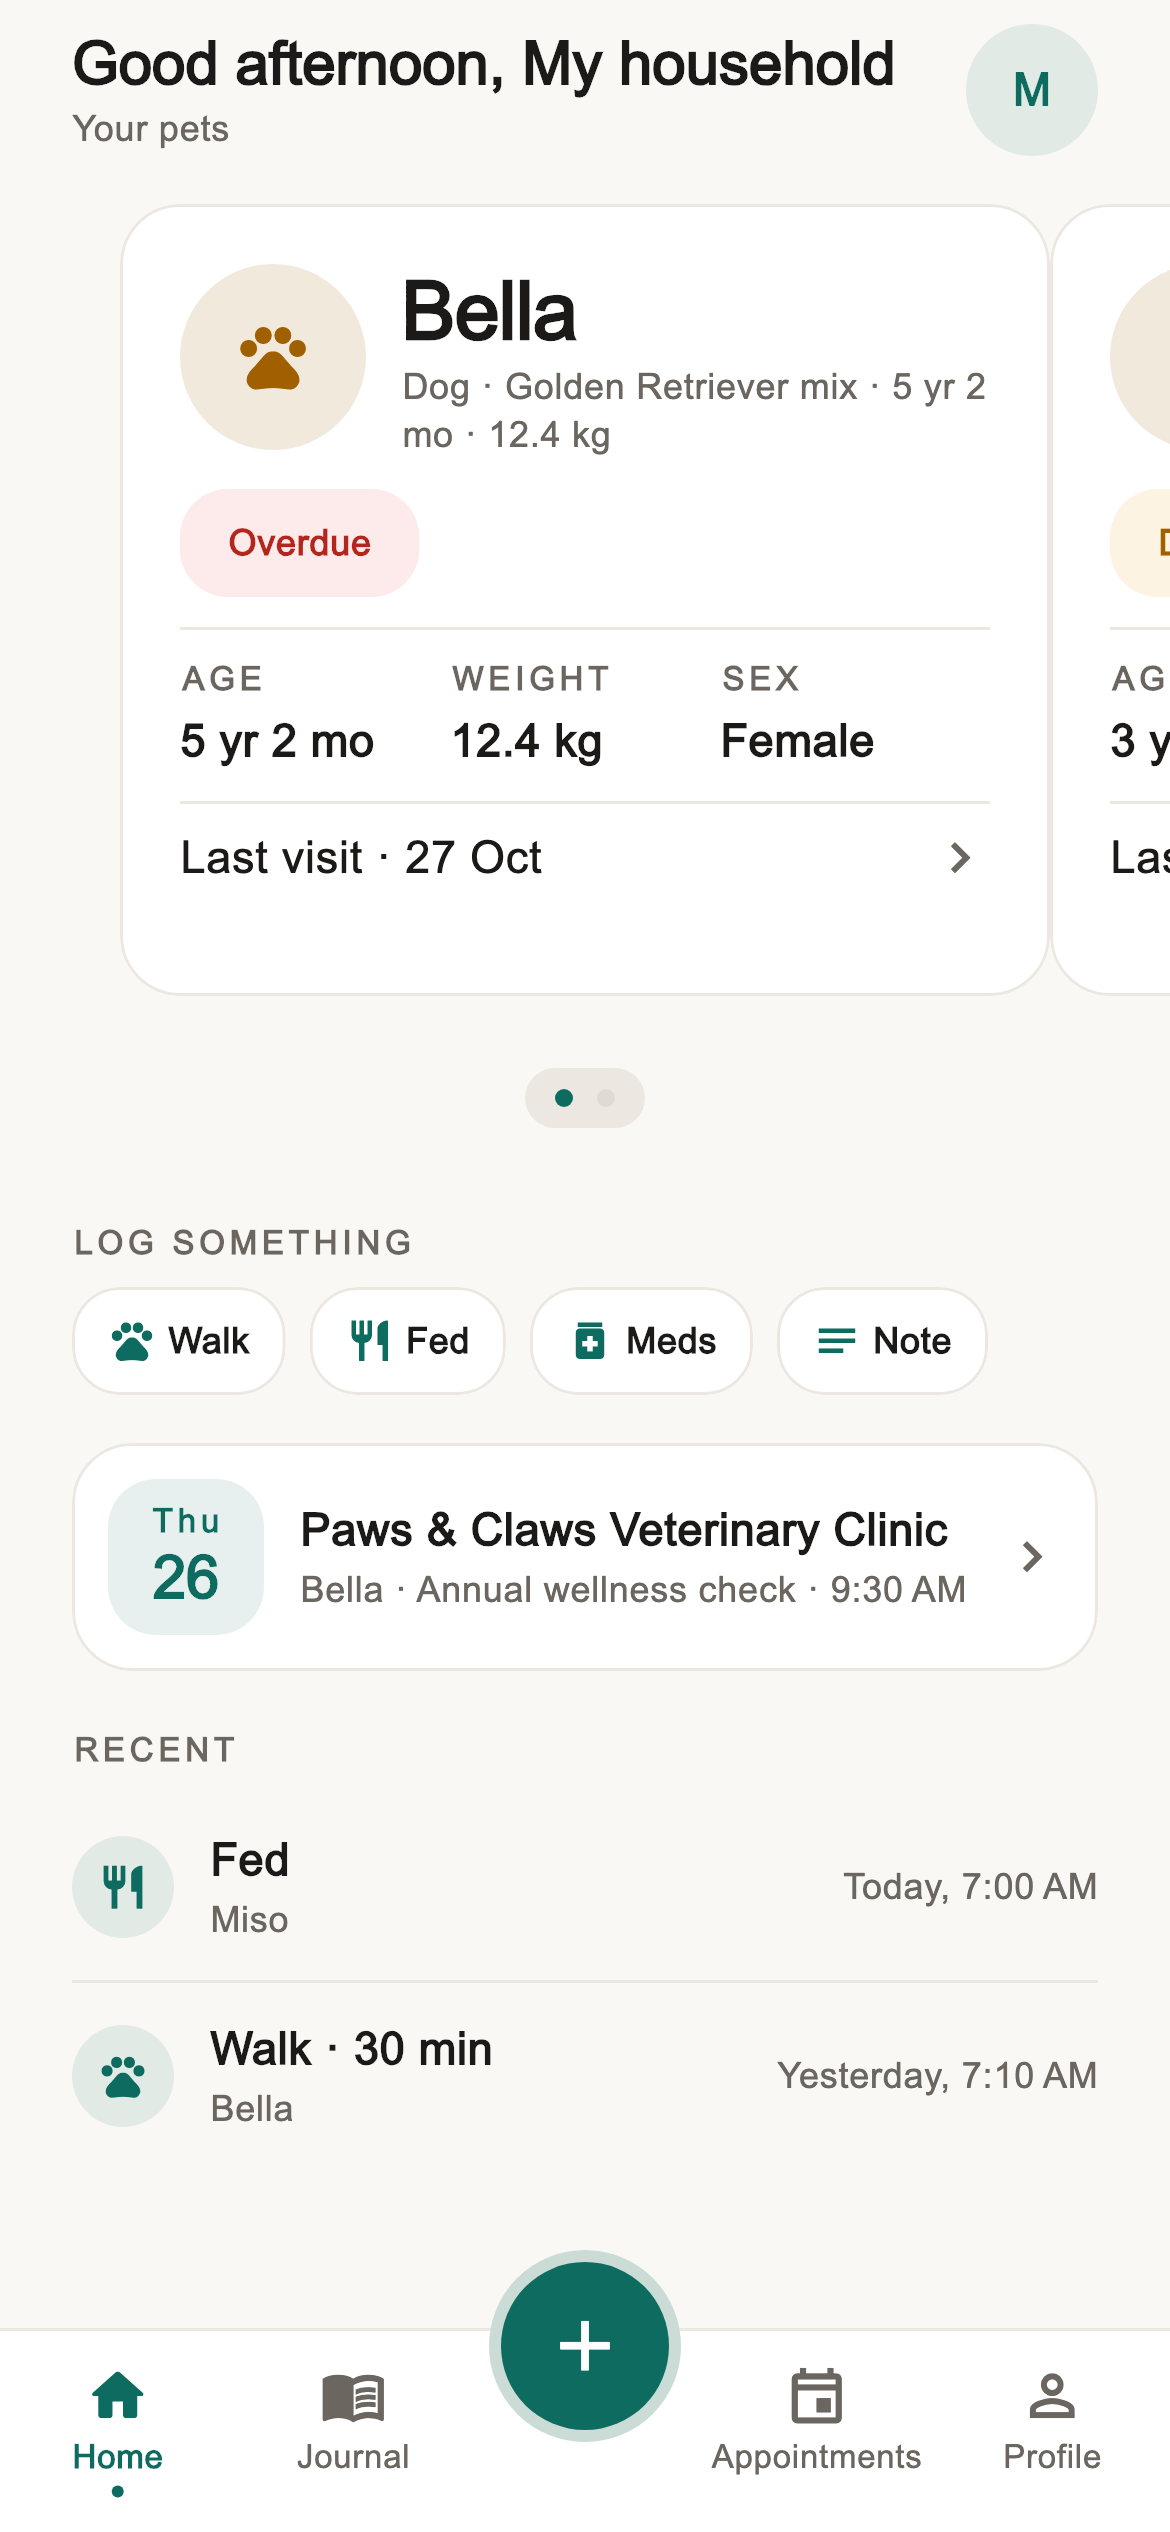 Good afternoon, My household
Your pets
M
Bella
Dog · Golden Retriever mix · 5 yr 2
mo · 12.4 kg
Overdue
AGE WEIGHT SEX
5 yr 2 mo 12.4 kg Female
Last visit · 27 Oct
AG
3 y
Las
LOG SOMETHING
Walk Fed Meds Note
Thu
26
Paws & Claws Veterinary Clinic
Bella · Annual wellness check · 9:30 AM
RECENT
Fed
Miso
Today, 7:00 AM
Walk · 30 min
Bella
Yesterday, 7:10 AM
Home Journal Appointments Profile